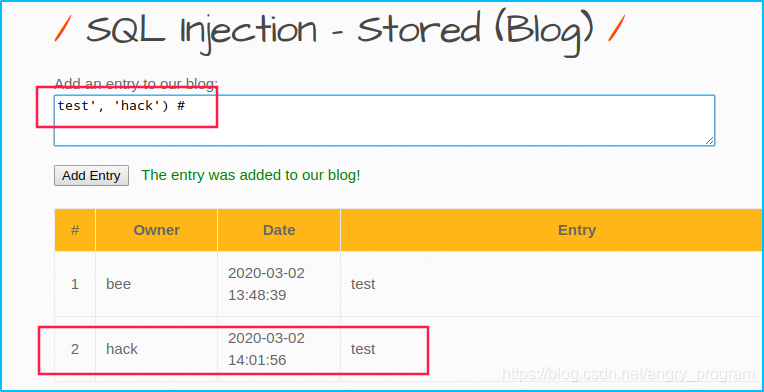 / SQL Injection - Stored (Blog) /
Add an entry to our blog:
test', 'hack') #
Add Entry The entry was added to our blog!
# Owner Date Entry
1 bee 2020-03-02 13:48:39 test
2 hack 2020-03-02 14:01:56 test
https://blog.csdn.net/angry_program